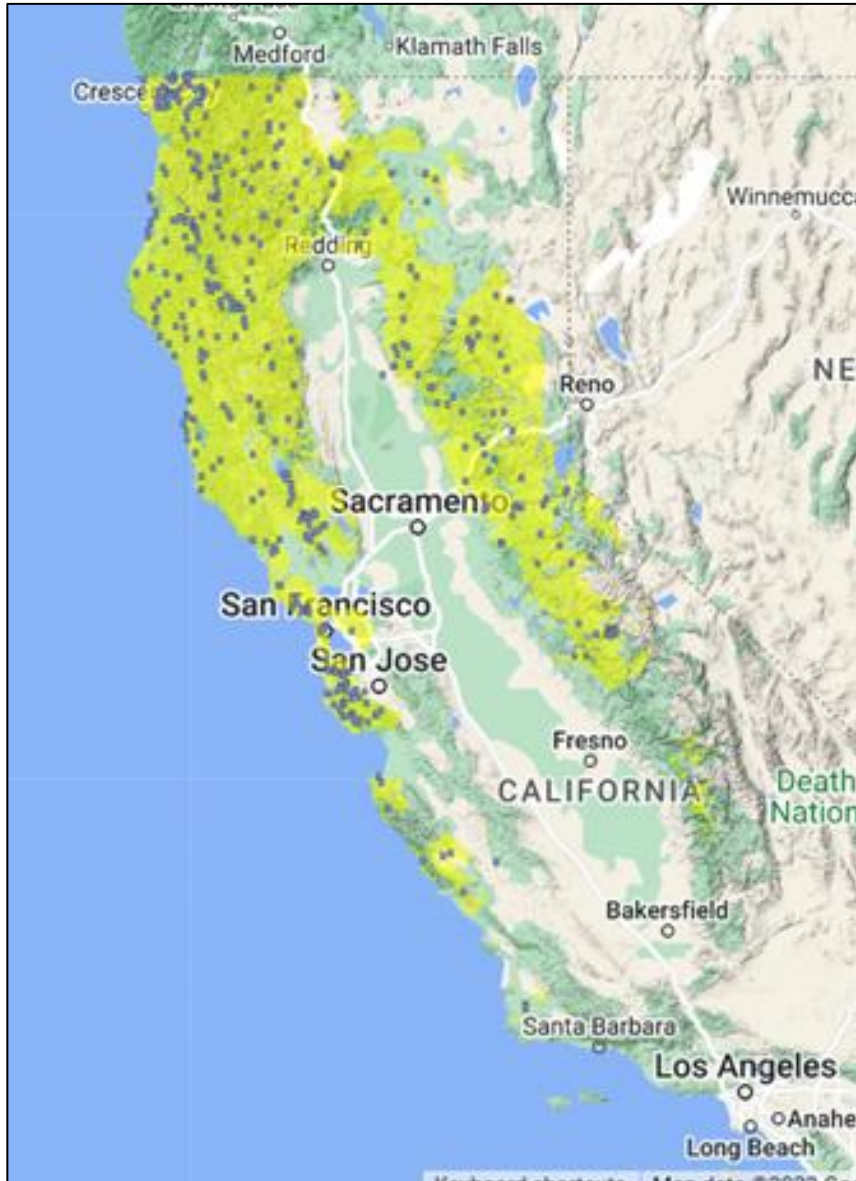 Medford
Klamath Falls
Cresce
Winnemucca
Redding
Reno
NE
Sacramento
San Francisco
San Jose
Fresno
CALIFORNIA
Death
Nation
Bakersfield
Santa Barbara
Los Angeles
Anahe
Long Beach